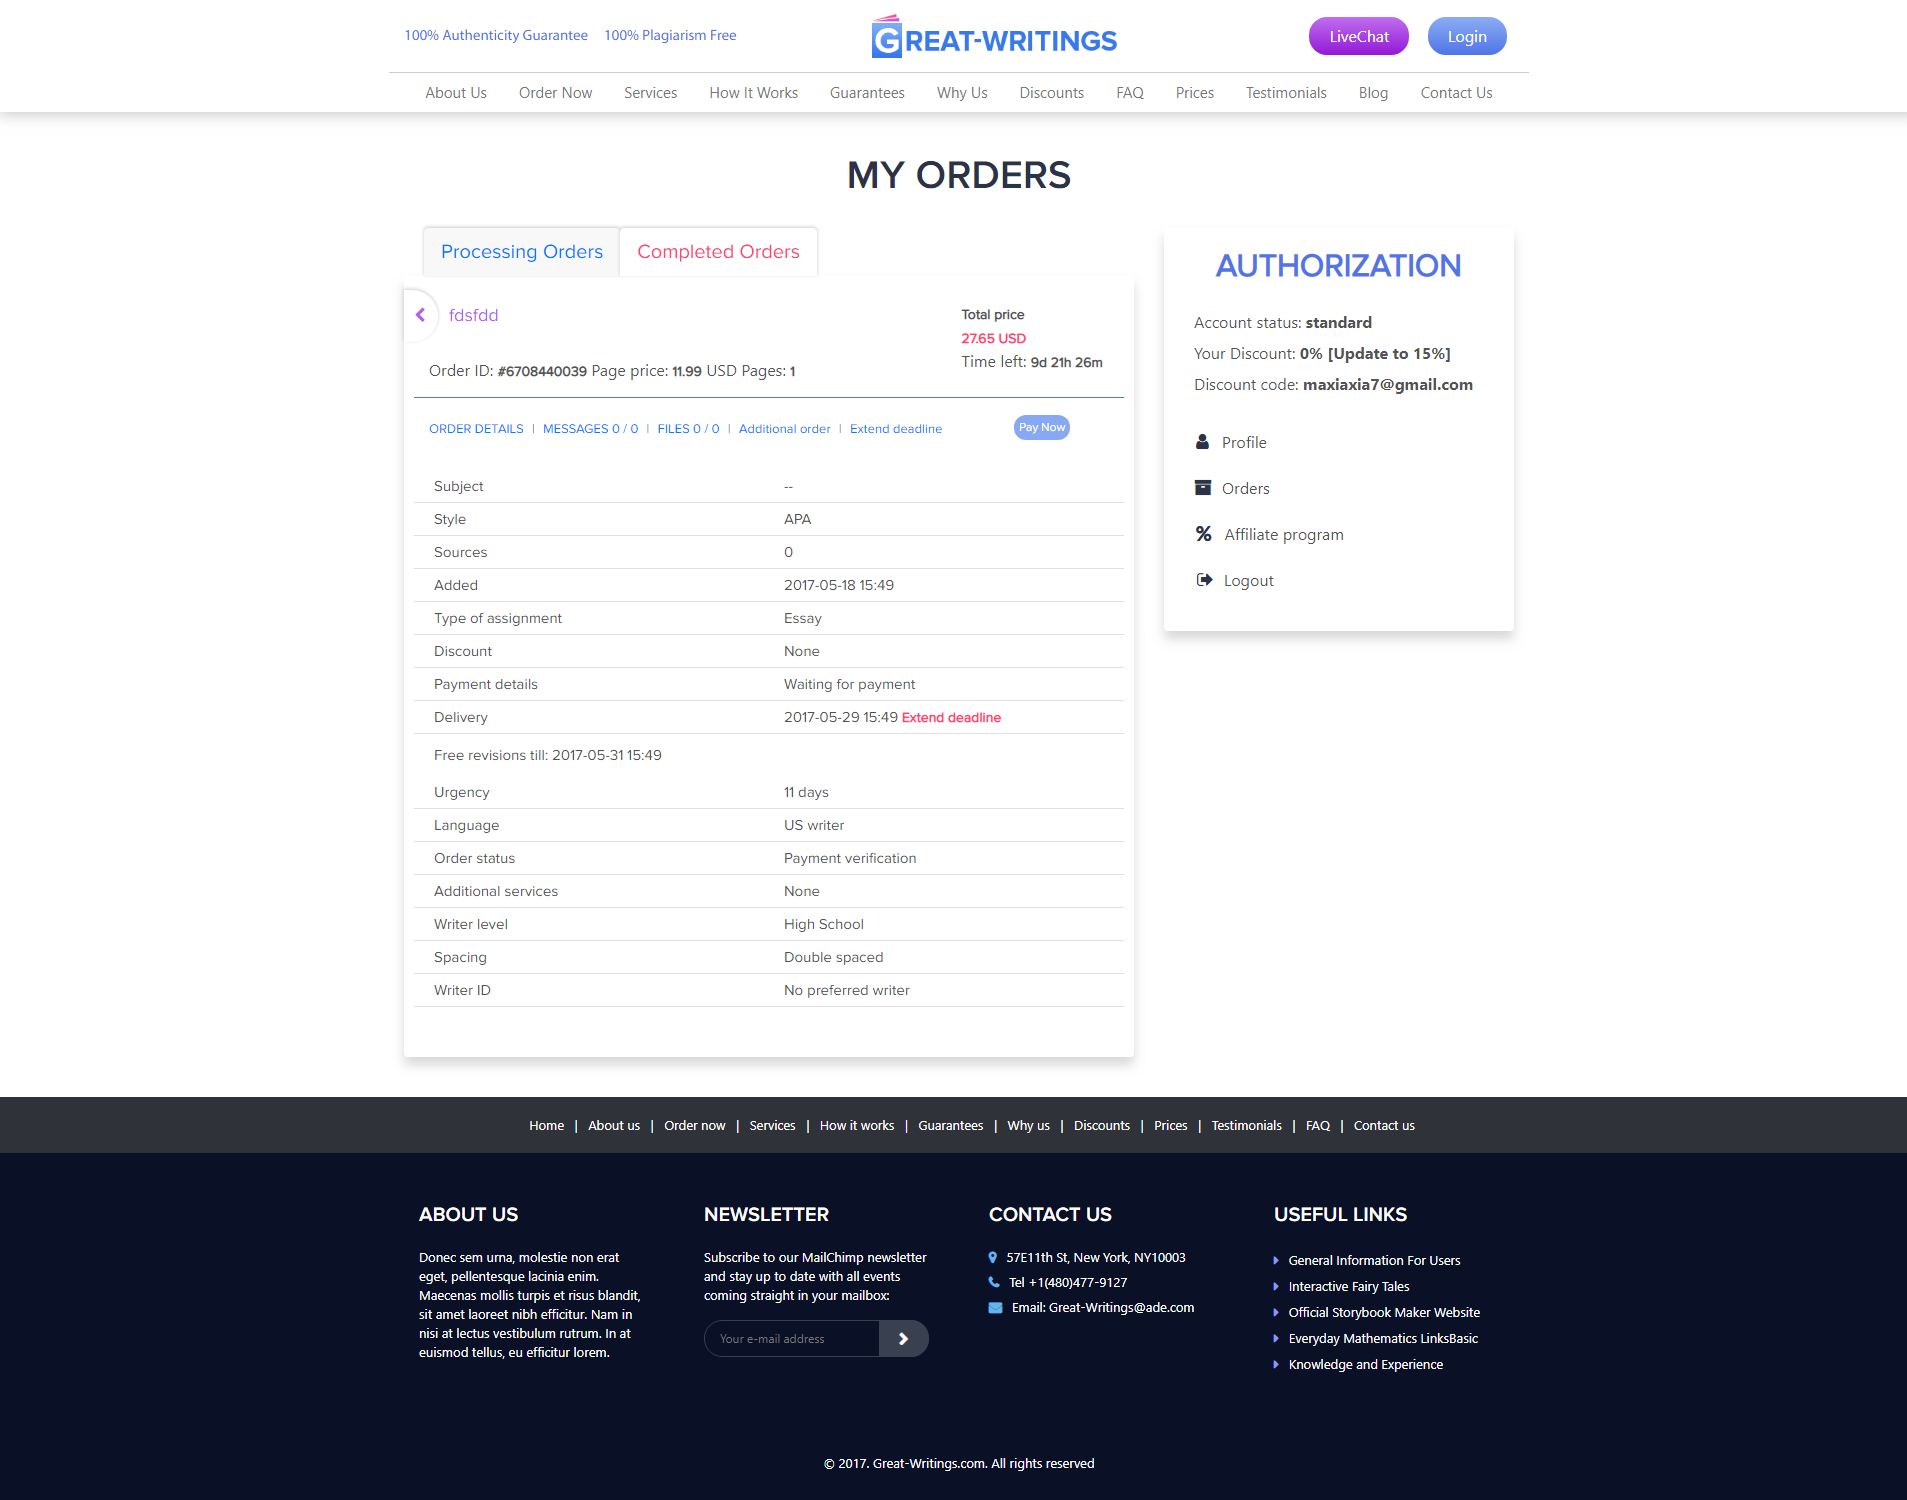 100% Authenticity Guarantee 100% Plagiarism Free
GREAT-WRITINGS
LiveChat Login
About Us Order Now Services How It Works Guarantees Why Us Discounts FAQ Prices Testimonials Blog Contact Us
MY ORDERS
Processing Orders Completed Orders
fdsfdd
Total price
27.65 USD
Time left: 9d 21h 26m
Order ID: #6708440039 Page price: 11.99 USD Pages: 1
ORDER DETAILS | MESSAGES 0 / 0 | FILES 0 / 0 | Additional order | Extend deadline Pay Now
Subject --
Style APA
Sources 0
Added 2017-05-18 15:49
Type of assignment Essay
Discount None
Payment details Waiting for payment
Delivery 2017-05-29 15:49 Extend deadline
Free revisions till: 2017-05-31 15:49
Urgency 11 days
Language US writer
Order status Payment verification
Additional services None
Writer level High School
Spacing Double spaced
Writer ID No preferred writer
AUTHORIZATION
Account status: standard
Your Discount: 0% [Update to 15%]
Discount code: maxiaxia7@gmail.com
Profile
Orders
Affiliate program
Logout
Home | About us | Order now | Services | How it works | Guarantees | Why us | Discounts | Prices | Testimonials | FAQ | Contact us
ABOUT US
Donec sem urna, molestie non erat
eget, pellentesque lacinia enim.
Maecenas mollis turpis et risus blandit,
sit amet laoreet nibh efficitur. Nam in
nisi at lectus vestibulum rutrum. In at
euismod tellus, eu efficitur lorem.
NEWSLETTER
Subscribe to our MailChimp newsletter
and stay up to date with all events
coming straight in your mailbox:
Your e-mail address
CONTACT US
57E11th St, New York, NY10003
Tel +1(480)477-9127
Email: Great-Writings@ade.com
USEFUL LINKS
General Information For Users
Interactive Fairy Tales
Official Storybook Maker Website
Everyday Mathematics LinksBasic
Knowledge and Experience
© 2017. Great-Writings.com. All rights reserved